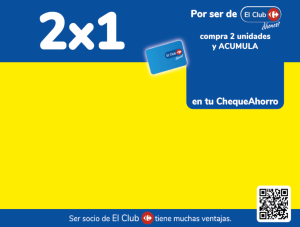 2x1
Por ser de El Club Ahorro!
compra 2 unidades
y ACUMULA
en tu ChequeAhorro
Ser socio de El Club tiene muchas ventajas.